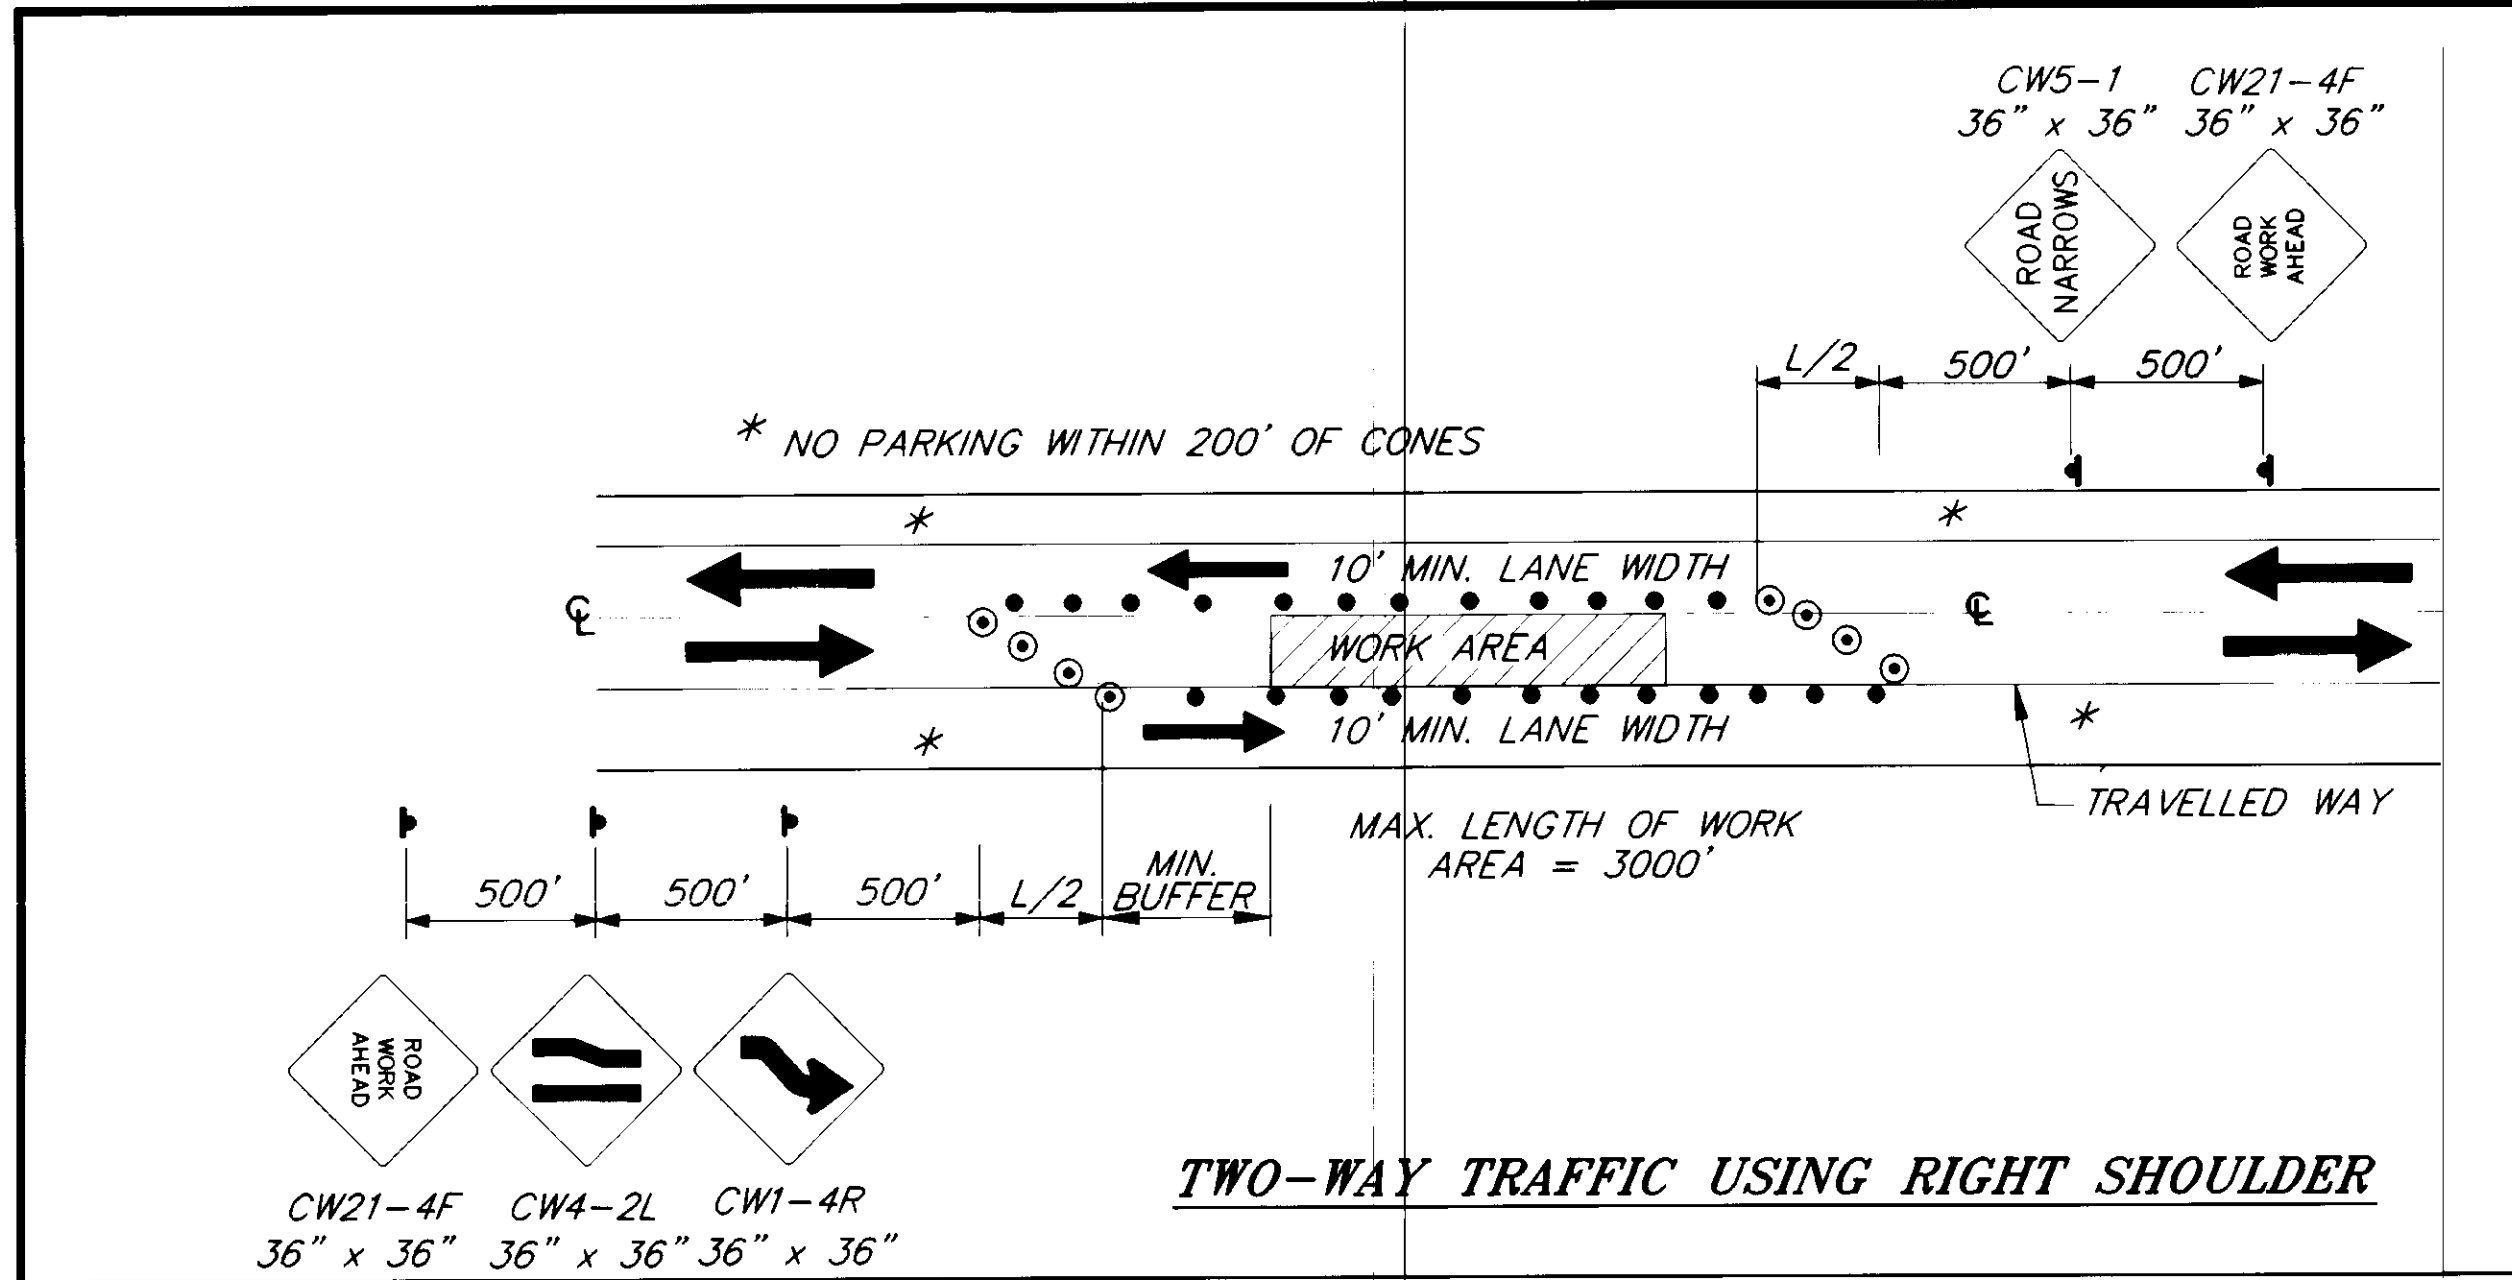 CW5-1 CW21-4F
36" x 36" 36" x 36"
ROAD
NARROWS
ROAD
WORK
AHEAD
L/2 500' 500'
* NO PARKING WITHIN 200' OF CONES
* *
10' MIN. LANE WIDTH
℄ ℄
WORK AREA
10' MIN. LANE WIDTH
* *
TRAVELLED WAY
MAX. LENGTH OF WORK
AREA = 3000'
500' 500' 500' L/2 MIN.
BUFFER
ROAD
WORK
AHEAD
TWO-WAY TRAFFIC USING RIGHT SHOULDER
CW21-4F CW4-2L CW1-4R
36" x 36" 36" x 36" 36" x 36"